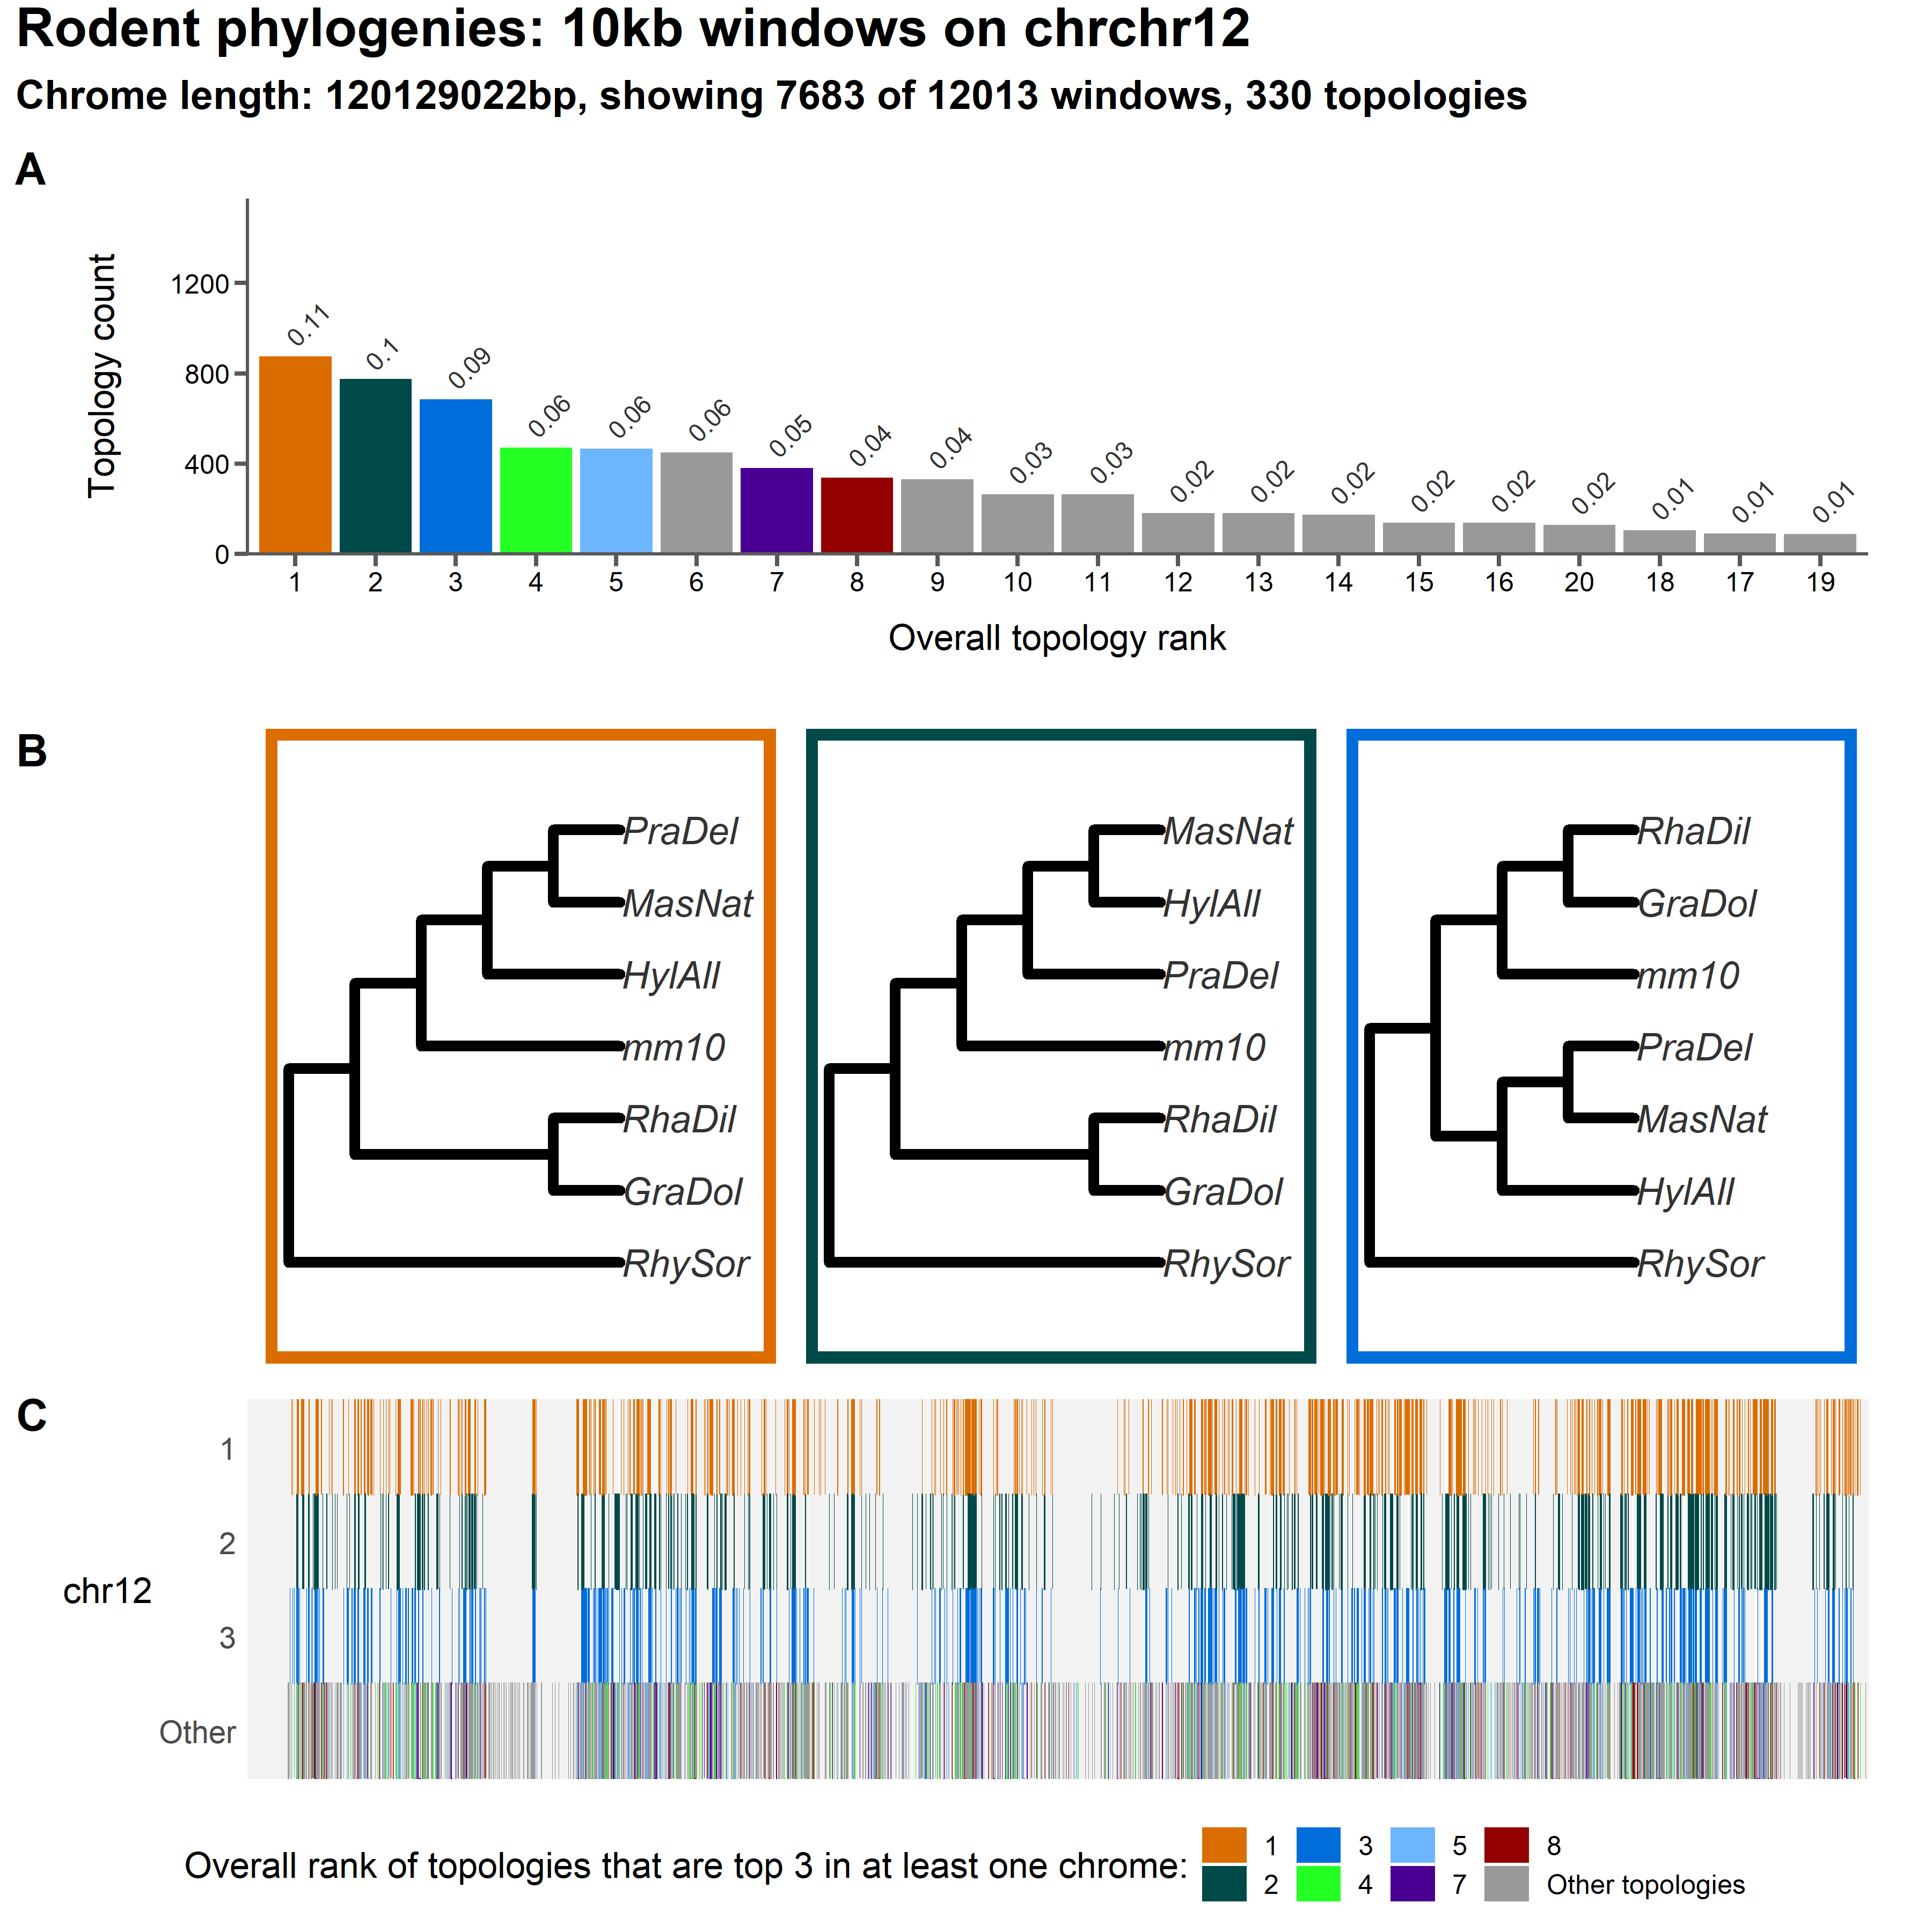 Rodent phylogenies: 10kb windows on chrchr12
Chrome length: 120129022bp, showing 7683 of 12013 windows, 330 topologies
A
Topology count
1200
800
400
0
0.11 0.1 0.09 0.06 0.06 0.06 0.05 0.04 0.04 0.03 0.03 0.02 0.02 0.02 0.02 0.02 0.02 0.01 0.01 0.01
1 2 3 4 5 6 7 8 9 10 11 12 13 14 15 16 20 18 17 19
Overall topology rank
B
PraDel
MasNat
HylAll
mm10
RhaDil
GraDol
RhySor
MasNat
HylAll
PraDel
mm10
RhaDil
GraDol
RhySor
RhaDil
GraDol
mm10
PraDel
MasNat
HylAll
RhySor
C
chr12
1
2
3
Other
Overall rank of topologies that are top 3 in at least one chrome:
1 3 5 8
2 4 7 Other topologies